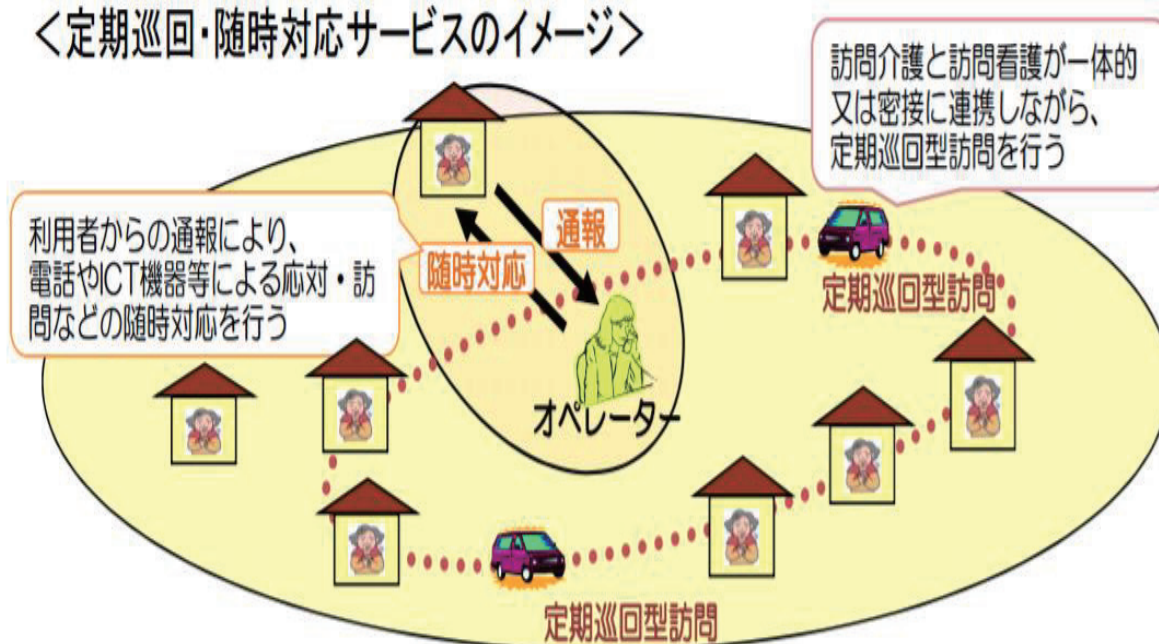 ＜定期巡回･随時対応サービスのイメージ＞
訪問介護と訪問看護が一体的
又は密接に連携しながら、
定期巡回型訪問を行う
利用者からの通報により、
電話やICT機器等による応対・訪
問などの随時対応を行う
通報
随時対応
定期巡回型訪問
オペレーター
定期巡回型訪問